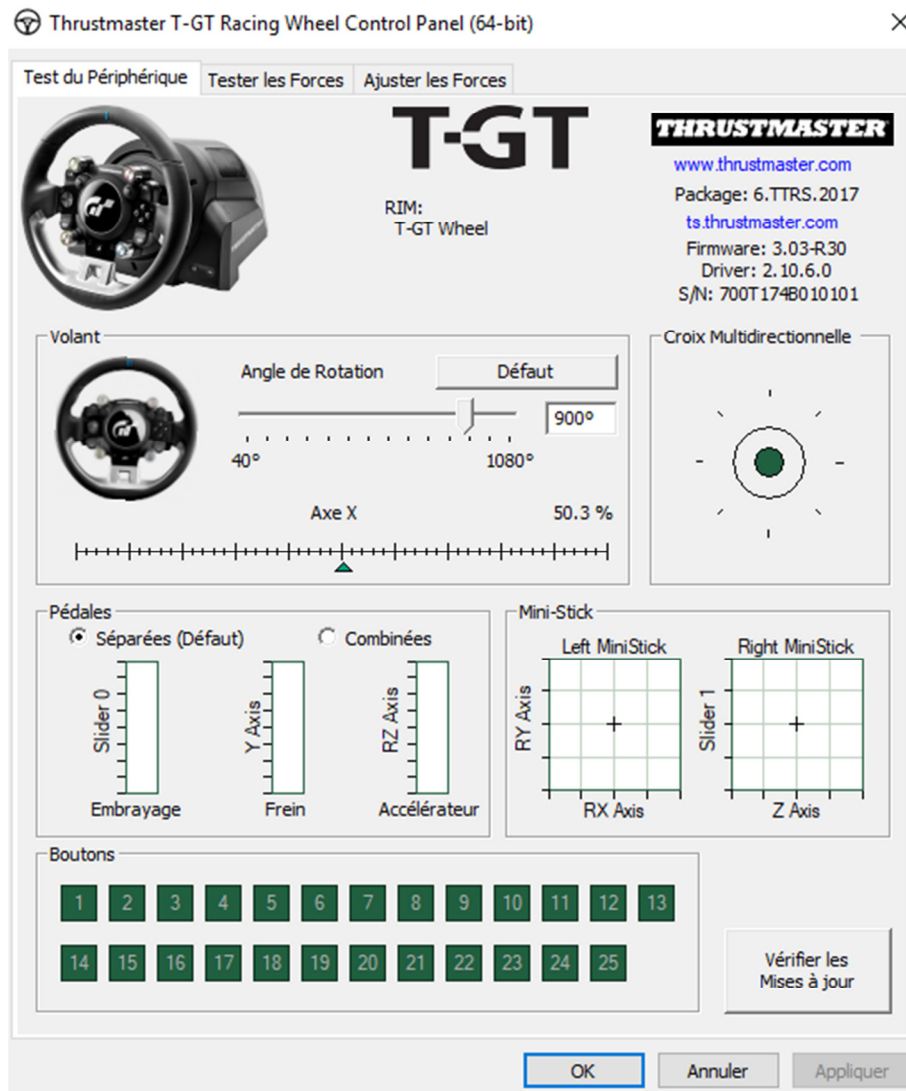 Thrustmaster T-GT Racing Wheel Control Panel (64-bit)
Test du Périphérique Tester les Forces Ajuster les Forces
T-GT
THRUSTMASTER
www.thrustmaster.com
RIM:
T-GT Wheel
Package: 6.TTRS.2017
ts.thrustmaster.com
Firmware: 3.03-R30
Driver: 2.10.6.0
S/N: 700T174B010101
Volant
Angle de Rotation Défaut
900°
40° 1080°
Axe X 50.3 %
Croix Multidirectionnelle
Pédales
Séparées (Défaut) Combinées
Slider 0 Y Axis RZ Axis
Embrayage Frein Accélérateur
Mini-Stick
Left MiniStick Right MiniStick
RY Axis Slider 1
RX Axis Z Axis
Boutons
1 2 3 4 5 6 7 8 9 10 11 12 13
14 15 16 17 18 19 20 21 22 23 24 25
Vérifier les
Mises à jour
OK Annuler Appliquer